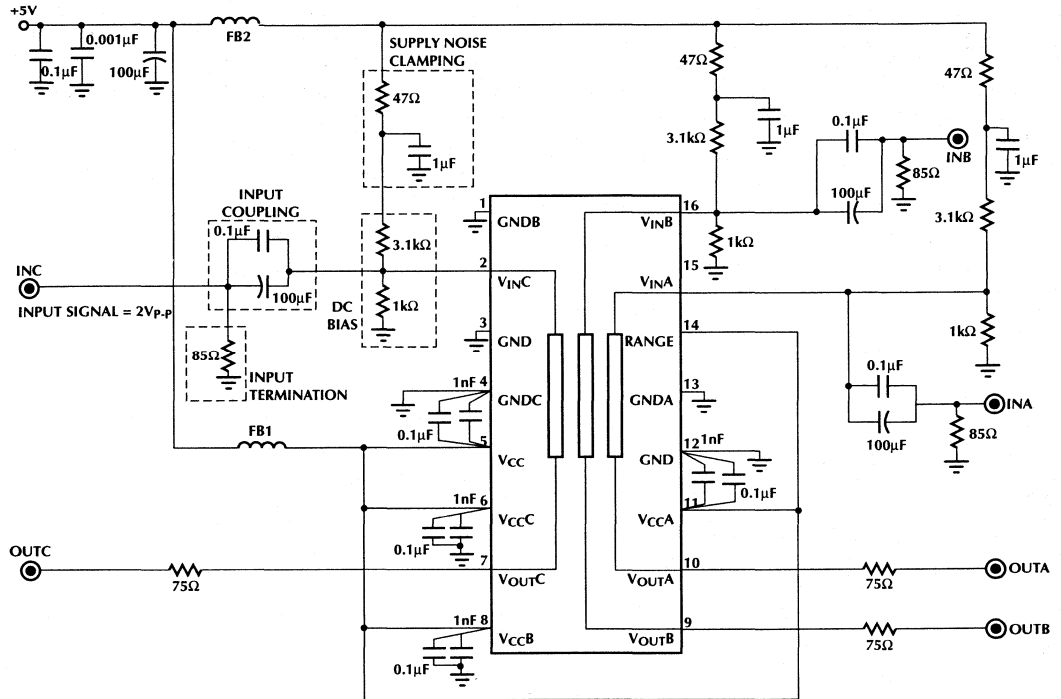 +5V
0.1µF
0.001µF
100µF
FB2
SUPPLY NOISE
CLAMPING
47Ω
1µF
47Ω
1µF
3.1kΩ
1kΩ
0.1µF
100µF
85Ω
INB
47Ω
1µF
3.1kΩ
1kΩ
INPUT
COUPLING
0.1µF
100µF
INC
INPUT SIGNAL = 2VP-P
85Ω
INPUT
TERMINATION
3.1kΩ
1kΩ
DC
BIAS
0.1µF
100µF
85Ω
INA
FB1
1
GNDB
2
VINC
3
GND
1nF 4
GNDC
0.1µF
5
VCC
1nF 6
VCCC
0.1µF
7
VOUTC
1nF 8
VCCB
0.1µF
16
VINB
15
VINA
14
RANGE
13
GNDA
12 1nF
GND
0.1µF
11
VCCA
10
VOUTA
9
VOUTB
OUTC
75Ω
75Ω
OUTA
75Ω
OUTB